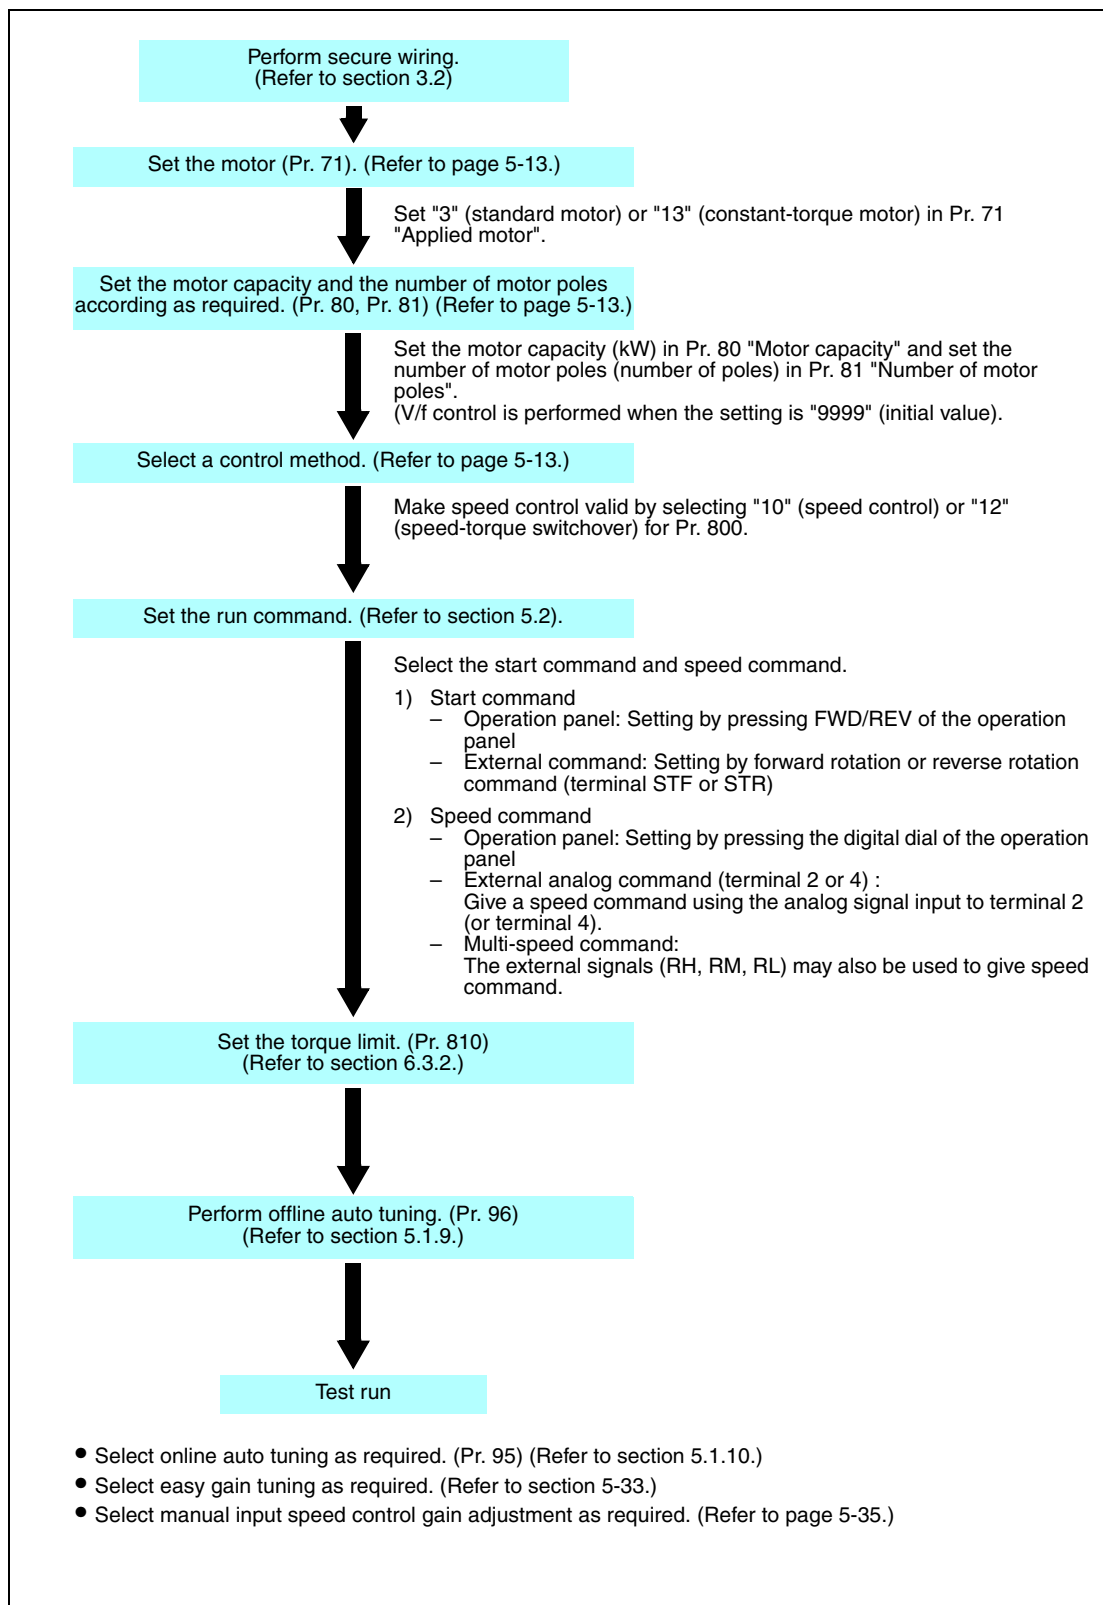 Perform secure wiring.
(Refer to section 3.2)
Set the motor (Pr. 71). (Refer to page 5-13.)
Set "3" (standard motor) or "13" (constant-torque motor) in Pr. 71
"Applied motor".
Set the motor capacity and the number of motor poles
according as required. (Pr. 80, Pr. 81) (Refer to page 5-13.)
Set the motor capacity (kW) in Pr. 80 "Motor capacity" and set the
number of motor poles (number of poles) in Pr. 81 "Number of motor
poles".
(V/f control is performed when the setting is "9999" (initial value).
Select a control method. (Refer to page 5-13.)
Make speed control valid by selecting "10" (speed control) or "12"
(speed-torque switchover) for Pr. 800.
Set the run command. (Refer to section 5.2).
Select the start command and speed command.
1) Start command
– Operation panel: Setting by pressing FWD/REV of the operation
panel
– External command: Setting by forward rotation or reverse rotation
command (terminal STF or STR)
2) Speed command
– Operation panel: Setting by pressing the digital dial of the operation
panel
– External analog command (terminal 2 or 4) :
Give a speed command using the analog signal input to terminal 2
(or terminal 4).
– Multi-speed command:
The external signals (RH, RM, RL) may also be used to give speed
command.
Set the torque limit. (Pr. 810)
(Refer to section 6.3.2.)
Perform offline auto tuning. (Pr. 96)
(Refer to section 5.1.9.)
Test run
● Select online auto tuning as required. (Pr. 95) (Refer to section 5.1.10.)
● Select easy gain tuning as required. (Refer to section 5-33.)
● Select manual input speed control gain adjustment as required. (Refer to page 5-35.)